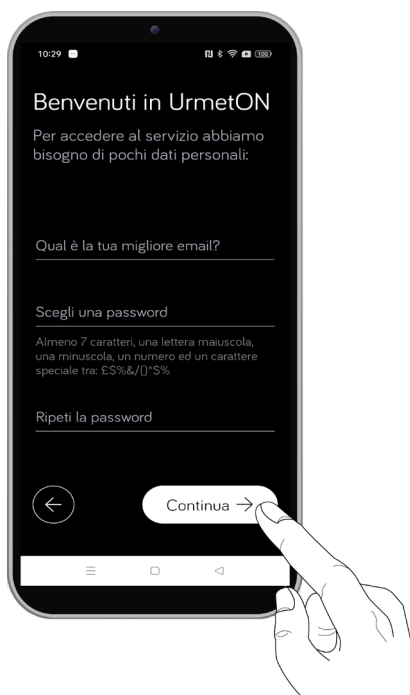 10:29
100
Benvenuti in UrmetON
Per accedere al servizio abbiamo
bisogno di pochi dati personali:
Qual è la tua migliore email?
Scegli una password
Almeno 7 caratteri, una lettera maiuscola,
una minuscola, un numero ed un carattere
speciale tra: £$%&/()*$%
Ripeti la password
Continua →